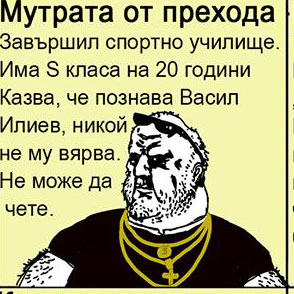 Мутрата от прехода
Завършил спортно училище.
Има S класа на 20 години
Казва, че познава Васил
Илиев, никой
не му вярва.
Не може да
чете.